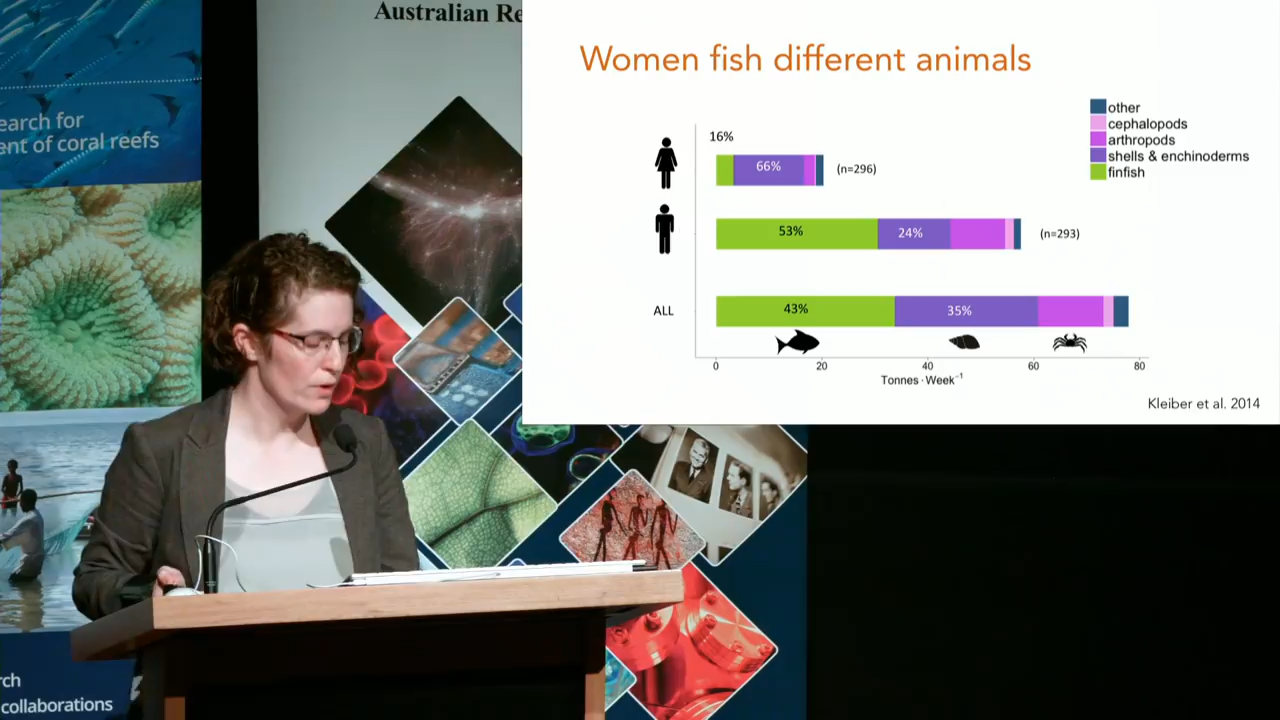 Australian Re
earch for
ent of coral reefs
rch
collaborations
Women fish different animals
other
cephalopods
arthropods
shells & enchinoderms
finfish
16%
66%
(n=296)
53%
24%
(n=293)
ALL
43%
35%
0
20
40
60
80
Tonnes · Week⁻¹
Kleiber et al. 2014